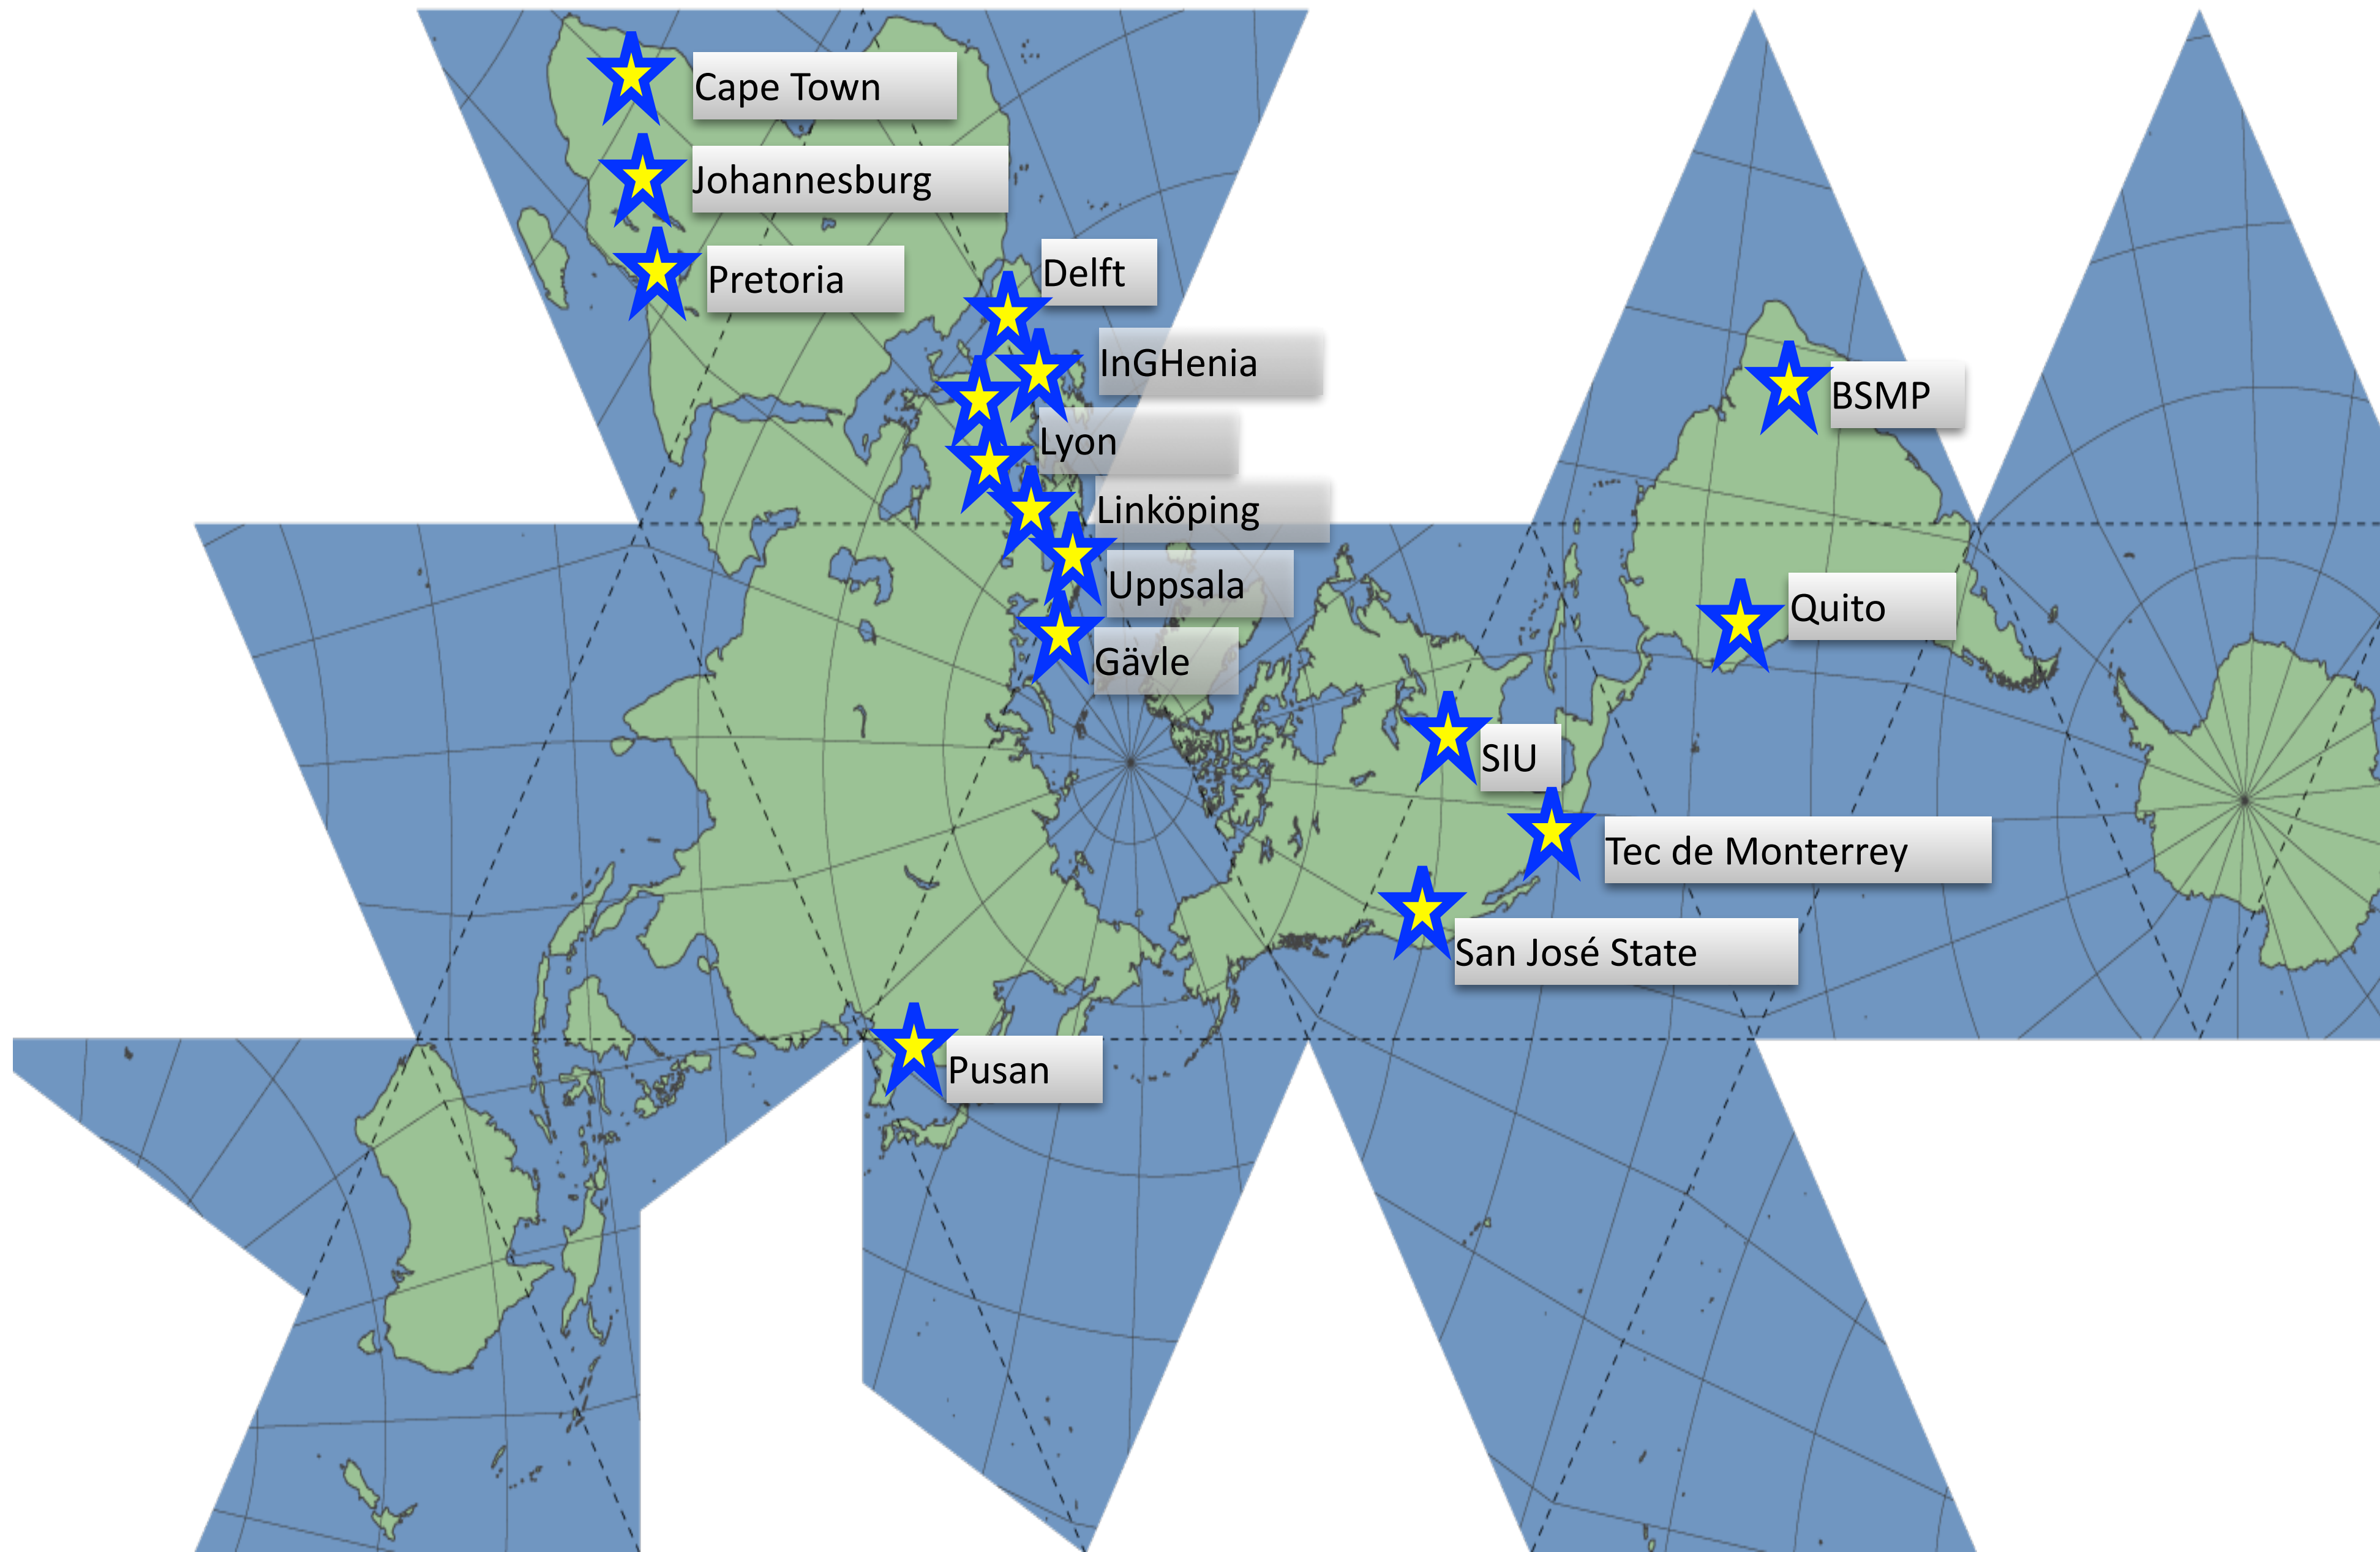 Cape Town
Johannesburg
Pretoria
Delft
InGHenia
Lyon
Linköping
Uppsala
Gävle
BSMP
Quito
SIU
Tec de Monterrey
San José State
Pusan